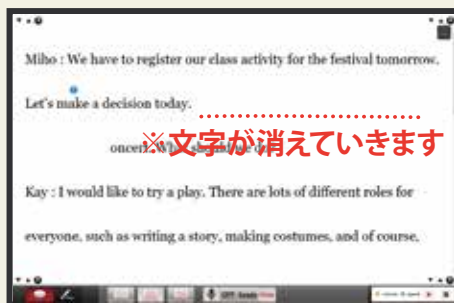 Miho : We have to register our class activity for the festival tomorrow.
Let's make a decision today.
※文字が消えていきます
Kay : I would like to try a play. There are lots of different roles for
everyone, such as writing a story, making costumes, and of course,